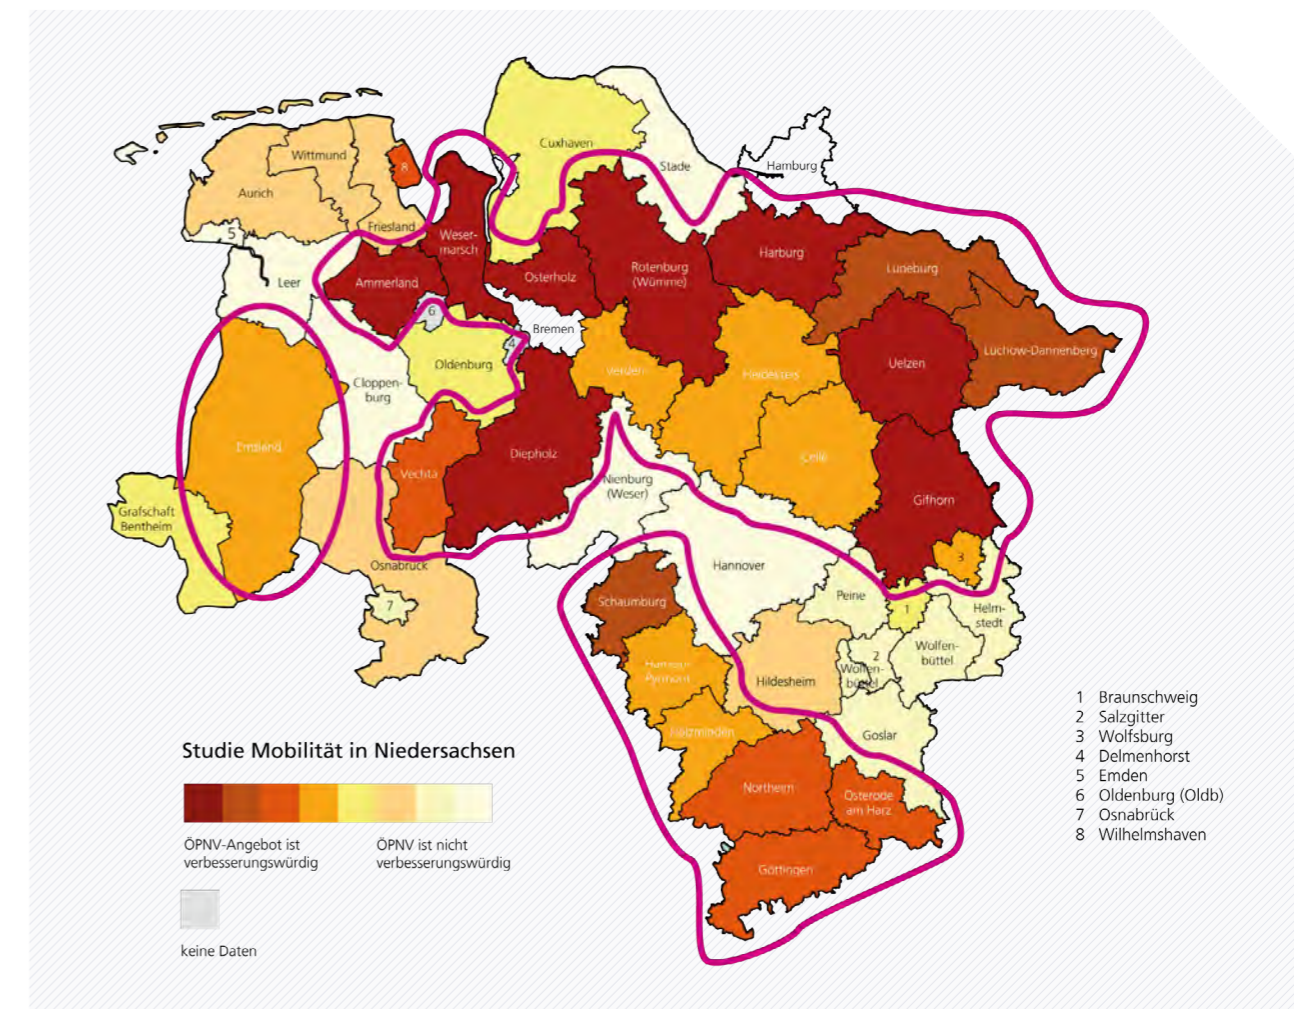 Cuxhaven
Stade
Hamburg
Wittmund
8
Aurich
Friesland
5
Weser-
marsch
Leer
Ammerland
Osterholz
Rotenburg
(Wümme)
Harburg
Lüneburg
6
Bremen
4
Oldenburg
Verden
Heidekreis
Uelzen
Lüchow-Dannenberg
Cloppen-
burg
Emsland
Vechta
Diepholz
Celle
Nienburg
(Weser)
Gifhorn
Grafschaft
Bentheim
3
Osnabrück
7
Hannover
Schaumburg
Peine
1
Helm-
stedt
2
Wolfen-
büttel
Wolfen-
büttel
Hameln-
Pyrmont
Hildesheim
Holzminden
Goslar
Northeim
Osterode
am Harz
Göttingen
Studie Mobilität in Niedersachsen
ÖPNV-Angebot ist
verbesserungswürdig
ÖPNV ist nicht
verbesserungswürdig
keine Daten
1 Braunschweig
2 Salzgitter
3 Wolfsburg
4 Delmenhorst
5 Emden
6 Oldenburg (Oldb)
7 Osnabrück
8 Wilhelmshaven